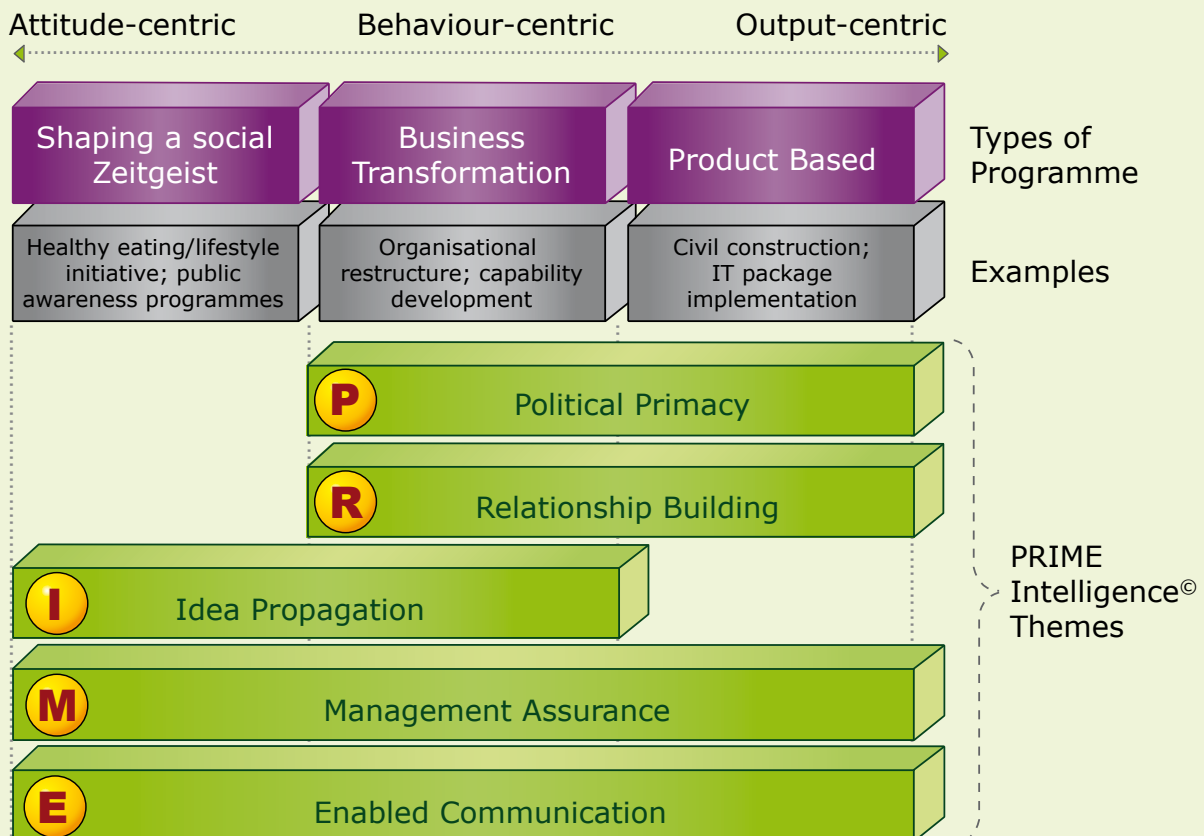 Attitude-centric
Behaviour-centric
Output-centric
Shaping a social
Zeitgeist
Business
Transformation
Product Based
Types of
Programme
Healthy eating/lifestyle
initiative; public
awareness programmes
Organisational
restructure; capability
development
Civil construction;
IT package
implementation
Examples
P
Political Primacy
R
Relationship Building
I
Idea Propagation
M
Management Assurance
E
Enabled Communication
PRIME
Intelligence©
Themes